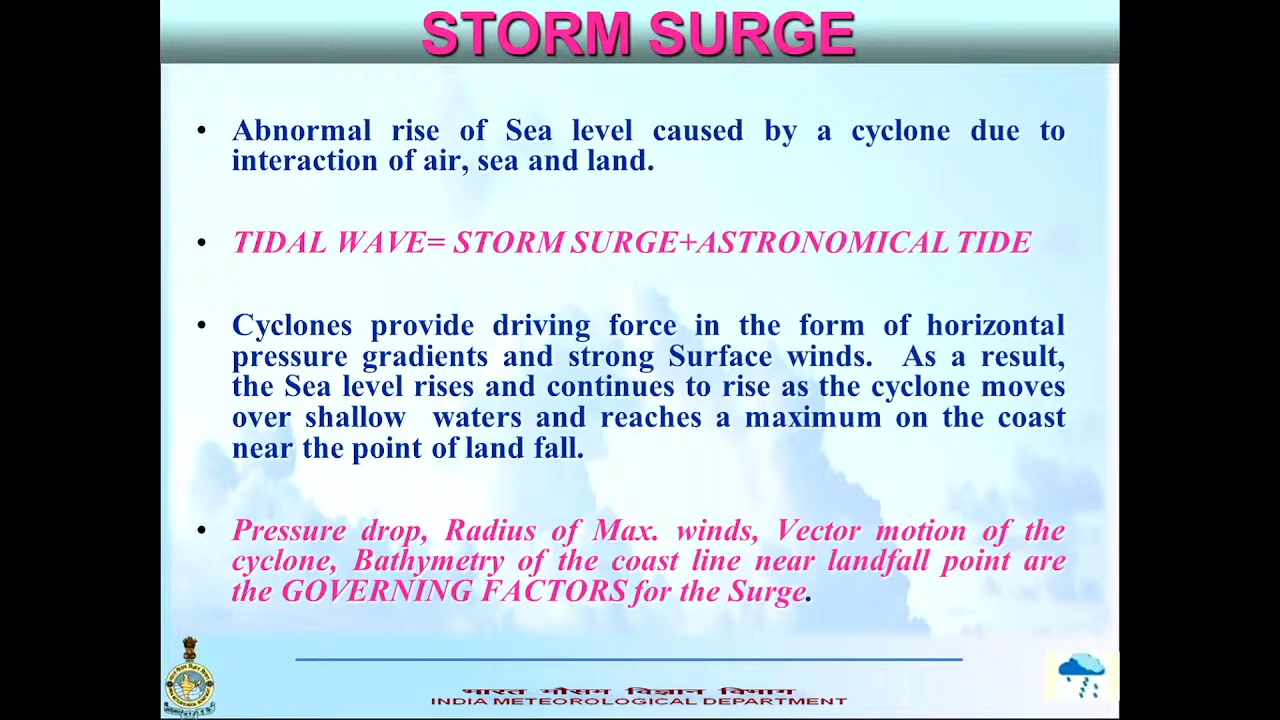 STORM SURGE
• Abnormal rise of Sea level caused by a cyclone due to
interaction of air, sea and land.
• TIDAL WAVE= STORM SURGE+ASTRONOMICAL TIDE
• Cyclones provide driving force in the form of horizontal
pressure gradients and strong Surface winds. As a result,
the Sea level rises and continues to rise as the cyclone moves
over shallow waters and reaches a maximum on the coast
near the point of land fall.
• Pressure drop, Radius of Max. winds, Vector motion of the
cyclone, Bathymetry of the coast line near landfall point are
the GOVERNING FACTORS for the Surge.
भारत मौसम विज्ञान विभाग
INDIA METEOROLOGICAL DEPARTMENT